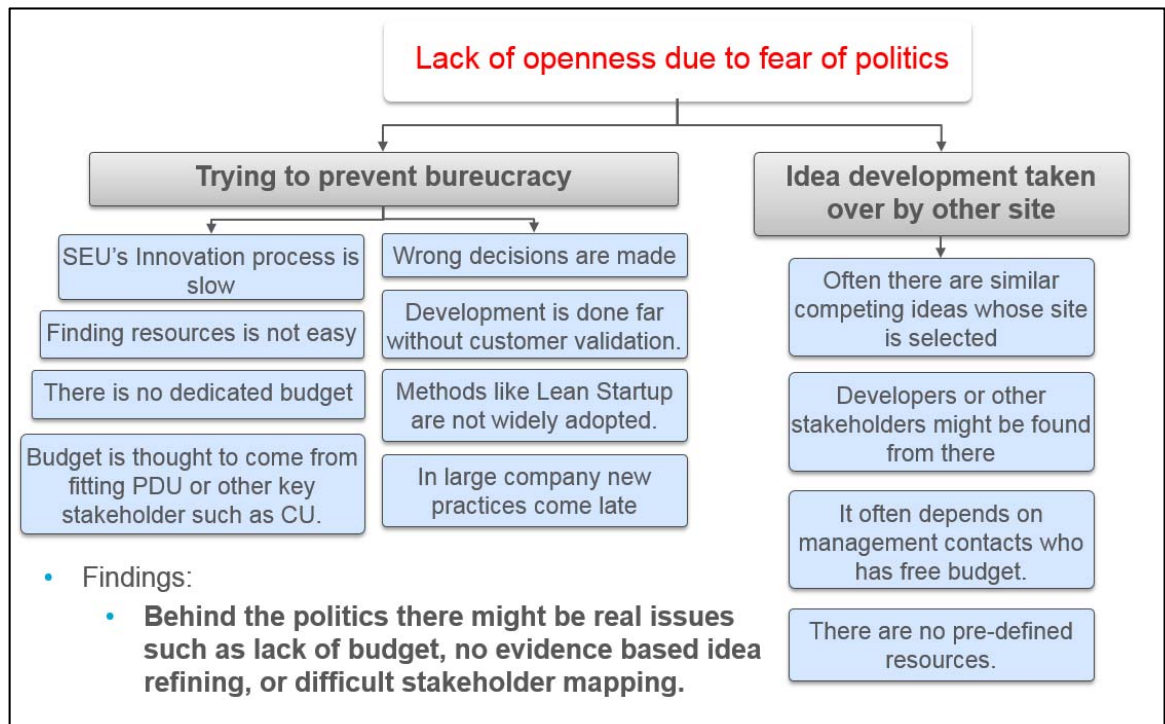 Lack of openness due to fear of politics
Trying to prevent bureucracy
SEU's Innovation process is
slow
Finding resources is not easy
There is no dedicated budget
Budget is thought to come from
fitting PDU or other key
stakeholder such as CU.
Wrong decisions are made
Development is done far
without customer validation.
Methods like Lean Startup
are not widely adopted.
In large company new
practices come late
Idea development taken
over by other site
Often there are similar
competing ideas whose site
is selected
Developers or other
stakeholders might be found
from there
It often depends on
management contacts who
has free budget.
There are no pre-defined
resources.
• Findings:
• Behind the politics there might be real issues
such as lack of budget, no evidence based idea
refining, or difficult stakeholder mapping.